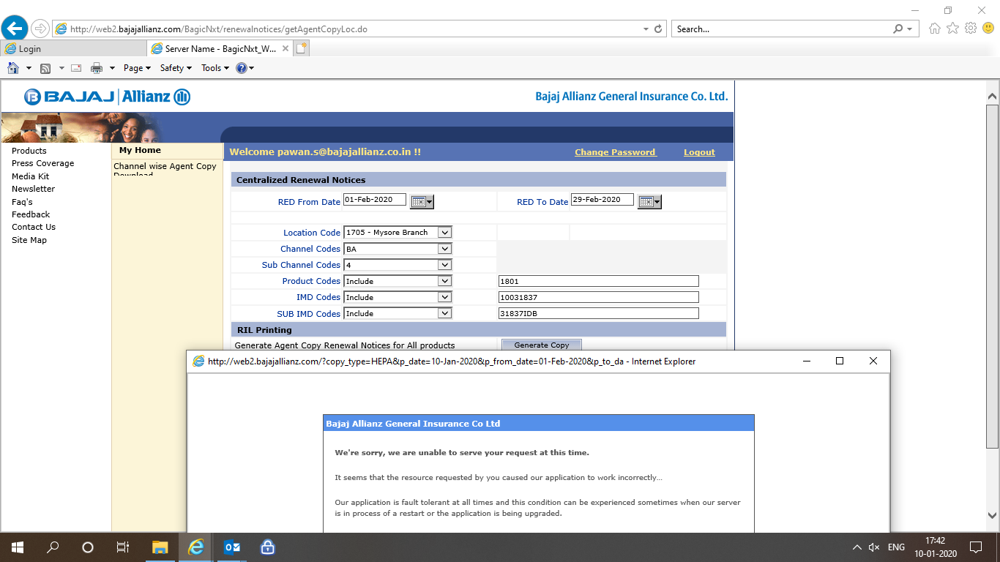 http://web2.bajajallianz.com/BagicNxt/renewalnotices/getAgentCopyLoc.do
Search...
Login
Server Name - BagicNxt_W...
Page
Safety
Tools
BAJAJ Allianz
Bajaj Allianz General Insurance Co. Ltd.
Products
Press Coverage
Media Kit
Newsletter
Faq's
Feedback
Contact Us
Site Map
My Home
Channel wise Agent Copy
Download
Welcome pawan.s@bajajallianz.co.in !!
Change Password
Logout
Centralized Renewal Notices
RED From Date 01-Feb-2020 RED To Date 29-Feb-2020
Location Code 1705 - Mysore Branch
Channel Codes BA
Sub Channel Codes 4
Product Codes Include 1801
IMD Codes Include 10031837
SUB IMD Codes Include 31837IDB
RIL Printing
Generate Agent Copy Renewal Notices for All products Generate Copy
http://web2.bajajallianz.com/?copy_type=HEPA&p_date=10-Jan-2020&p_from_date=01-Feb-2020&p_to_da - Internet Explorer
Bajaj Allianz General Insurance Co Ltd
We're sorry, we are unable to serve your request at this time.
It seems that the resource requested by you caused our application to work incorrectly...
Our application is fault tolerant at all times and this condition can be experienced sometimes when our server
is in process of a restart or the application is being upgraded.
ENG
17:42
10-01-2020